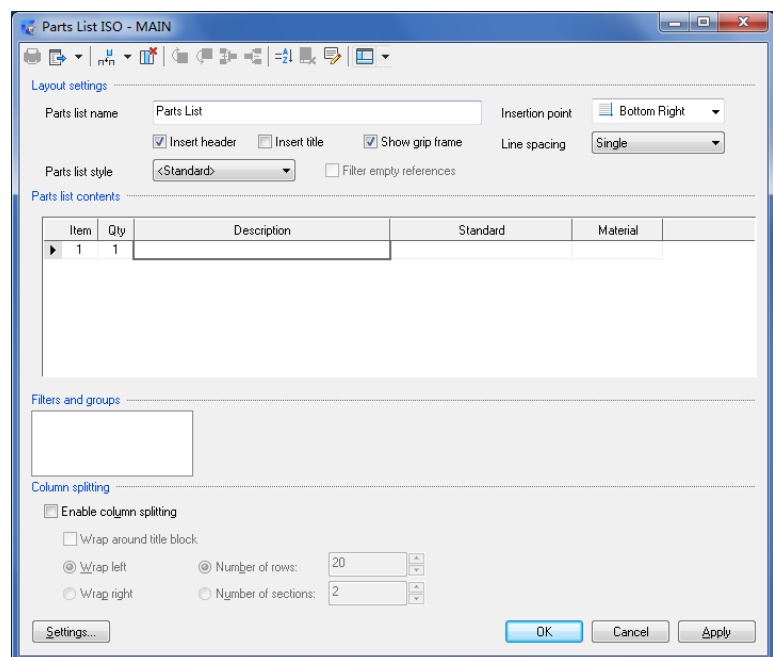 Parts List ISO - MAIN
Layout settings
Parts list name Parts List Insertion point Bottom Right
Insert header Insert title Show grip frame Line spacing Single
Parts list style <Standard> Filter empty references
Parts list contents
Item Qty Description Standard Material
1 1
Filters and groups
Column splitting
Enable column splitting
Wrap around title block
Wrap left Number of rows: 20
Wrap right Number of sections: 2
Settings... OK Cancel Apply